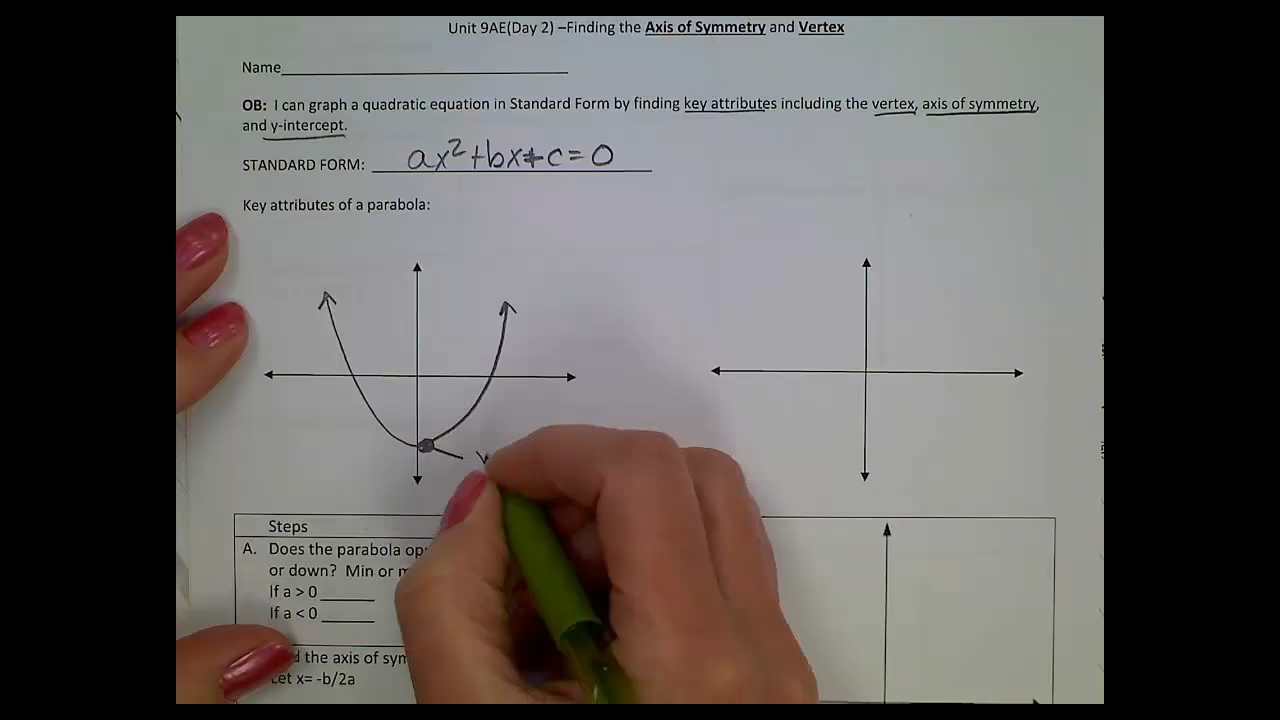 Unit 9AE(Day 2) –Finding the Axis of Symmetry and Vertex
Name
OB: I can graph a quadratic equation in Standard Form by finding key attributes including the vertex, axis of symmetry,
and y-intercept.
STANDARD FORM: ax²+bx+c=0
Key attributes of a parabola:
Steps
A. Does the parabola
or down? Min or
If a > 0
If a < 0
the axis of
Let x= -b/2a